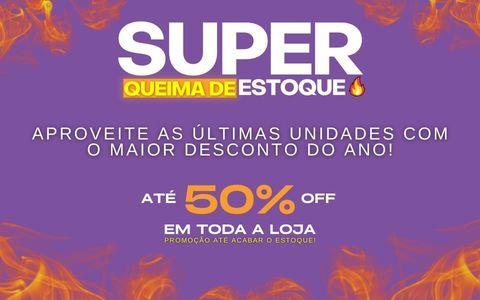 SUPER
QUEIMA DE ESTOQUE🔥
APROVEITE AS ÚLTIMAS UNIDADES COM
O MAIOR DESCONTO DO ANO!
ATÉ 50% OFF
EM TODA A LOJA
PROMOÇÃO ATÉ ACABAR O ESTOQUE!